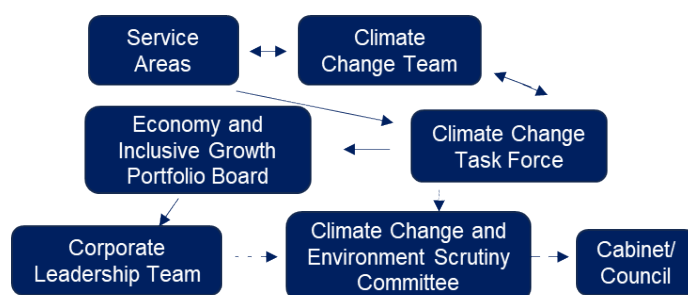 Service
Areas
Climate
Change Team
Economy and
Inclusive Growth
Portfolio Board
Climate Change
Task Force
Corporate
Leadership Team
Climate Change and
Environment Scrutiny
Committee
Cabinet/
Council